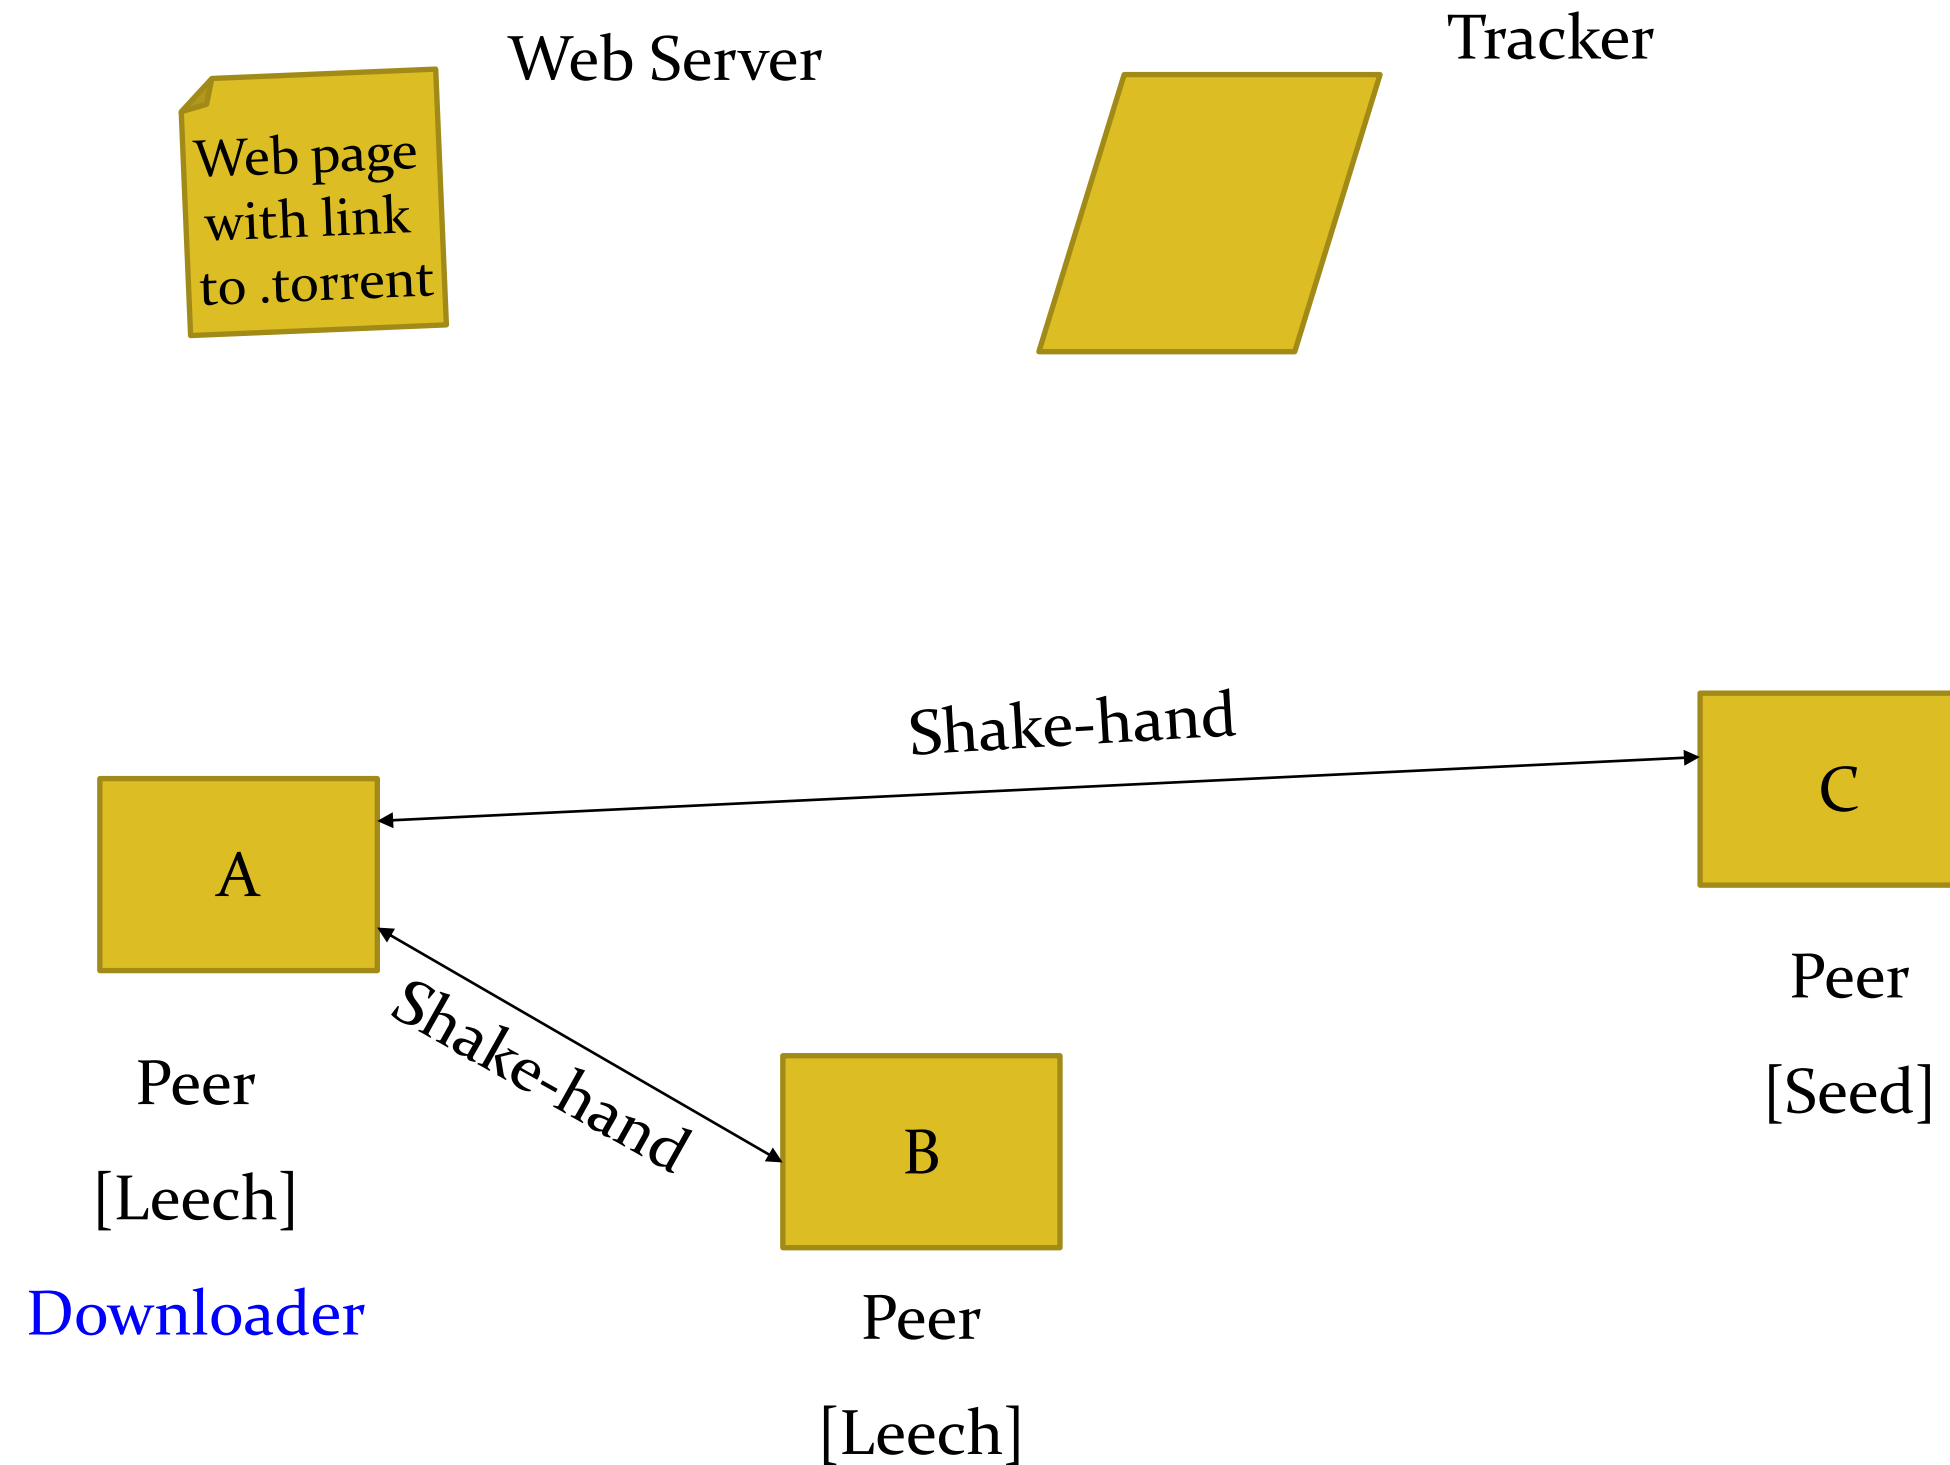 Web Server
Tracker
Web page
with link
to .torrent
Shake-hand
C
A
Shake-hand
Peer
[Seed]
Peer
[Leech]
Downloader
B
Peer
[Leech]